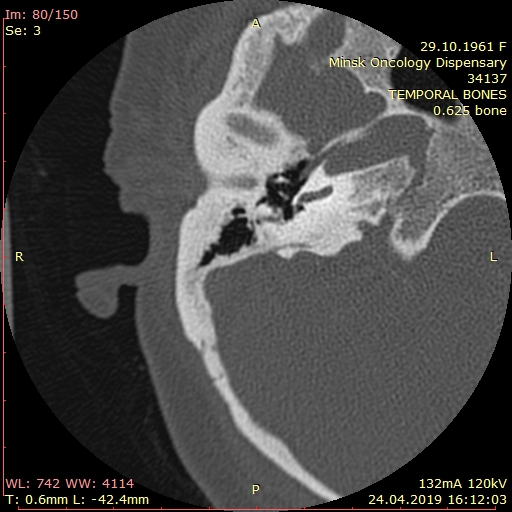 Im: 80/150
Se: 3
A
29.10.1961 F
Minsk Oncology Dispensary
34137
TEMPORAL BONES
0.625 bone
R
L
WL: 742 WW: 4114
T: 0.6mm L: -42.4mm
P
132mA 120kV
24.04.2019 16:12:03